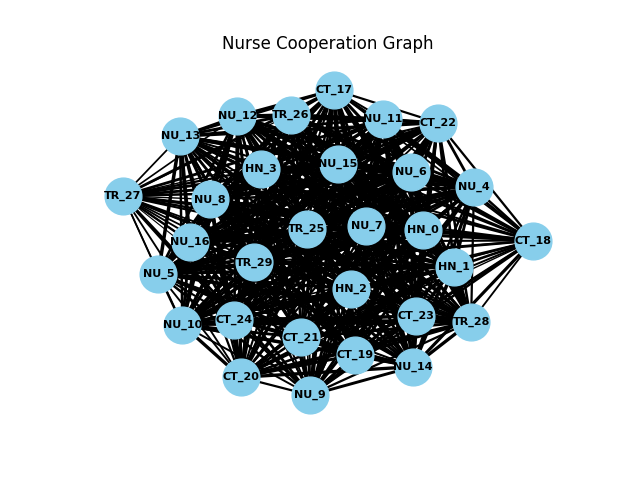 Nurse Cooperation Graph
CT_17
NU_12
TR_26
NU_11
CT_22
NU_13
HN_3
NU_15
NU_6
NU_4
TR_27
NU_8
TR_25
NU_7
HN_0
NU_16
CT_18
TR_29
HN_1
NU_5
HN_2
NU_10
CT_24
CT_23
TR_28
CT_21
CT_19
NU_14
CT_20
NU_9